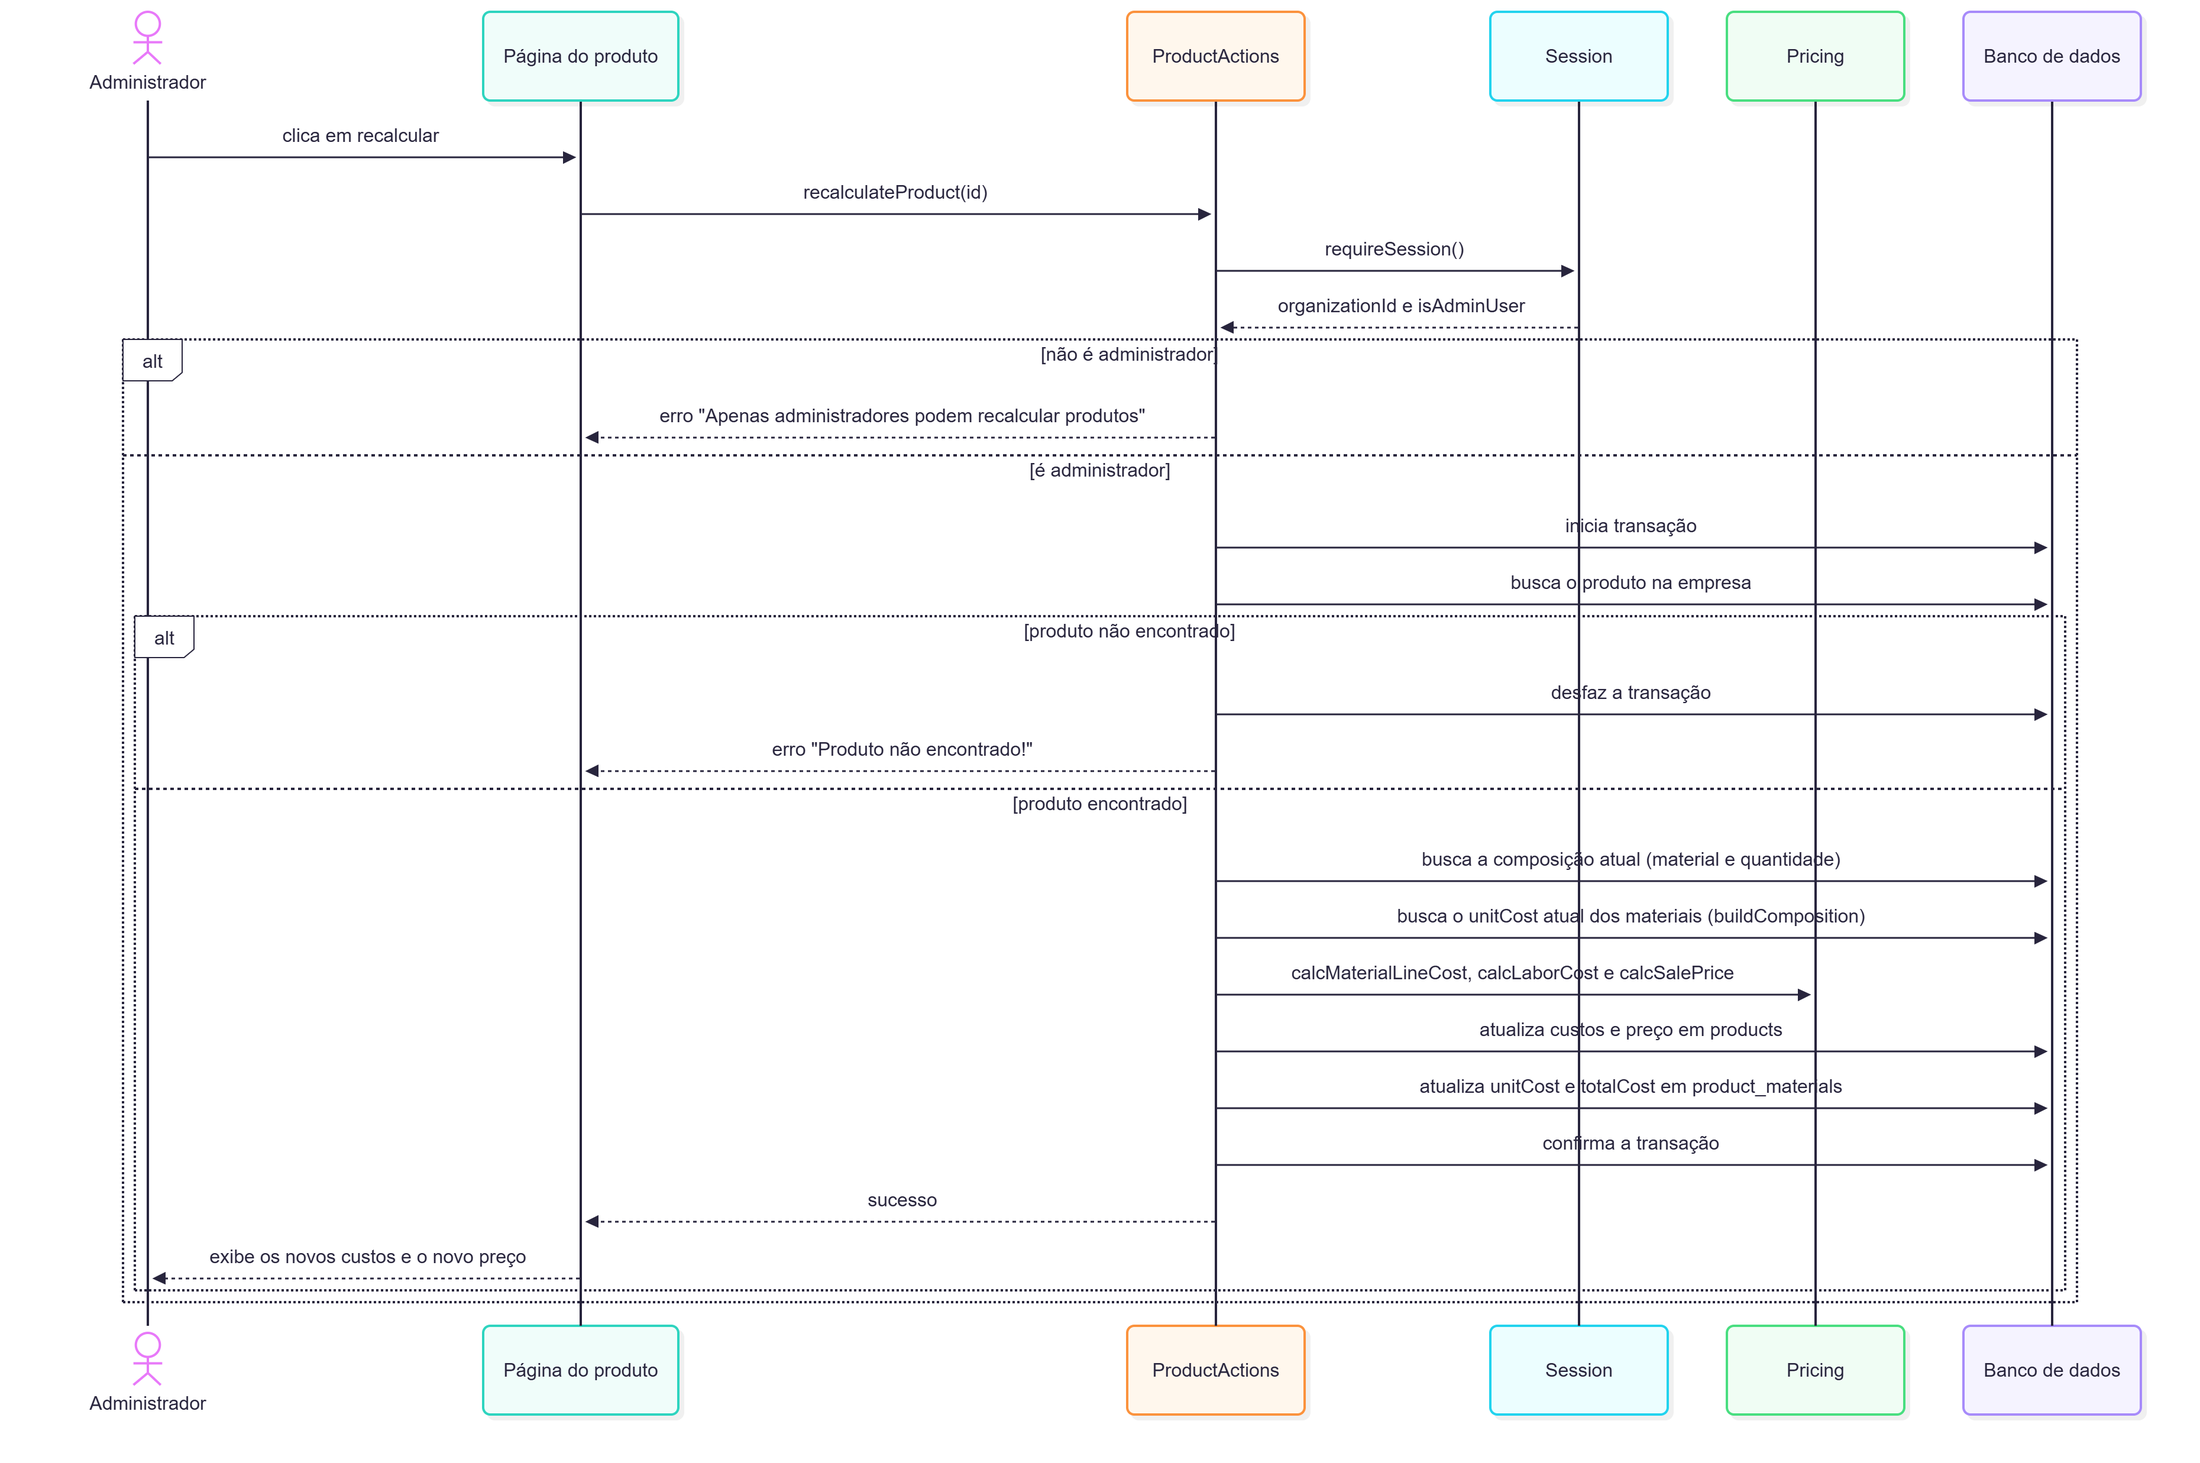 Administrador
Página do produto
ProductActions
Session
Pricing
Banco de dados
clica em recalcular
recalculateProduct(id)
requireSession()
organizationId e isAdminUser
alt
[não é administrador]
erro "Apenas administradores podem recalcular produtos"
[é administrador]
inicia transação
busca o produto na empresa
alt
[produto não encontrado]
desfaz a transação
erro "Produto não encontrado!"
[produto encontrado]
busca a composição atual (material e quantidade)
busca o unitCost atual dos materiais (buildComposition)
calcMaterialLineCost, calcLaborCost e calcSalePrice
atualiza custos e preço em products
atualiza unitCost e totalCost em product_materials
confirma a transação
sucesso
exibe os novos custos e o novo preço
Administrador
Página do produto
ProductActions
Session
Pricing
Banco de dados